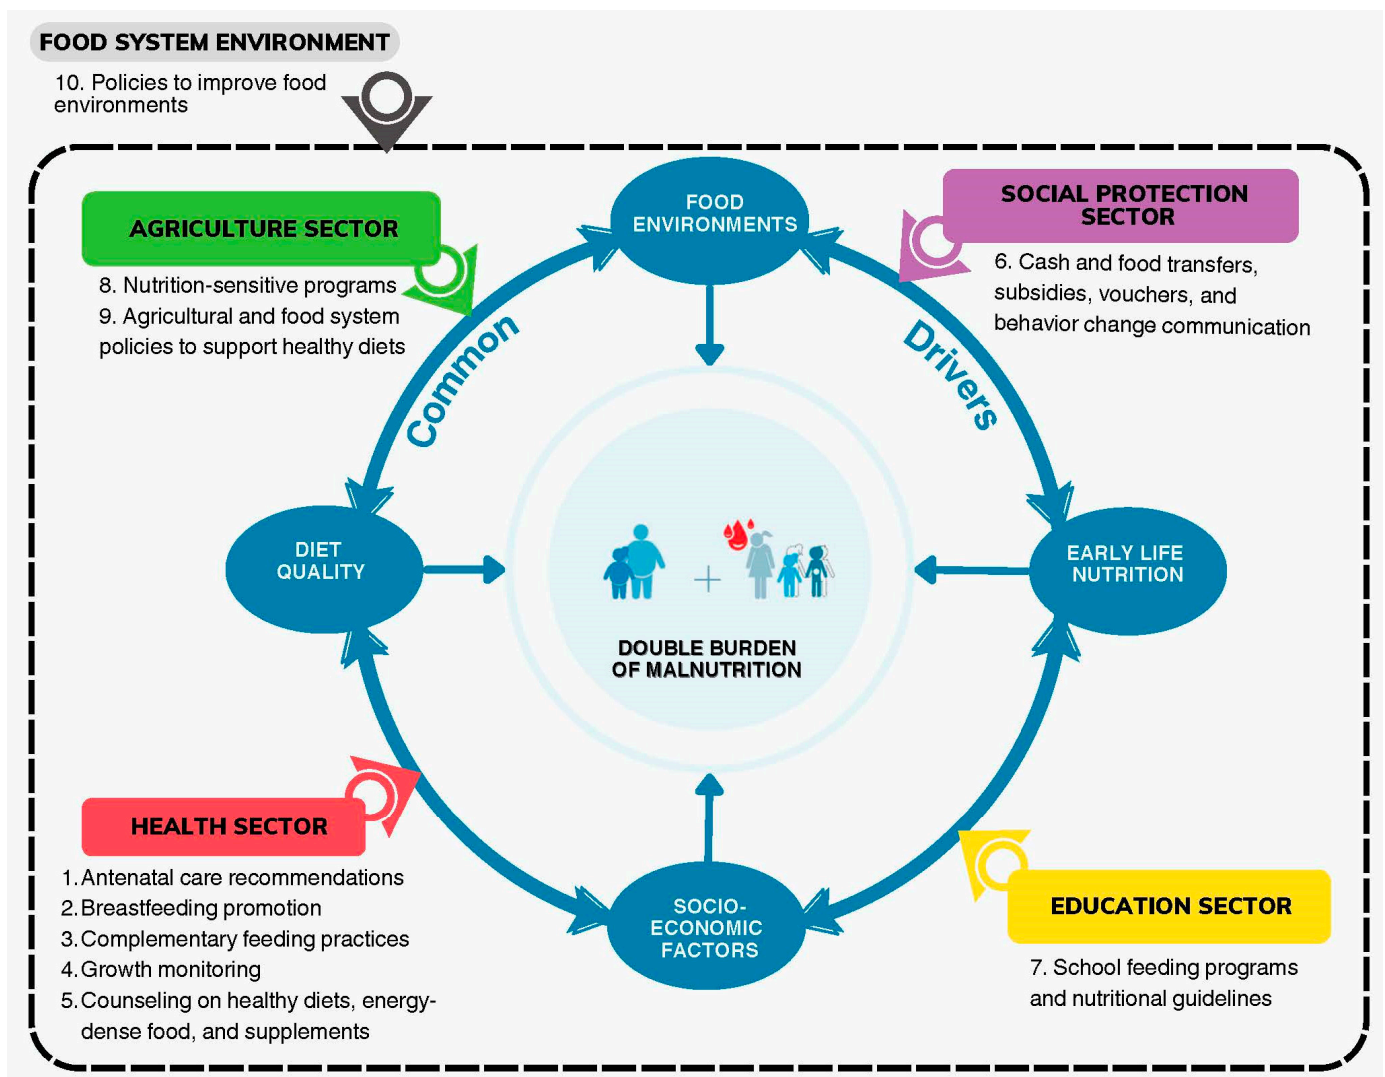 FOOD SYSTEM ENVIRONMENT
10. Policies to improve food
environments
AGRICULTURE SECTOR
8. Nutrition-sensitive programs
9. Agricultural and food system
policies to support healthy diets
FOOD
ENVIRONMENTS
SOCIAL PROTECTION
SECTOR
6. Cash and food transfers,
subsidies, vouchers, and
behavior change communication
Common
Drivers
DIET
QUALITY
EARLY LIFE
NUTRITION
DOUBLE BURDEN
OF MALNUTRITION
HEALTH SECTOR
1. Antenatal care recommendations
2. Breastfeeding promotion
3. Complementary feeding practices
4. Growth monitoring
5. Counseling on healthy diets, energy-
dense food, and supplements
SOCIO-
ECONOMIC
FACTORS
EDUCATION SECTOR
7. School feeding programs
and nutritional guidelines